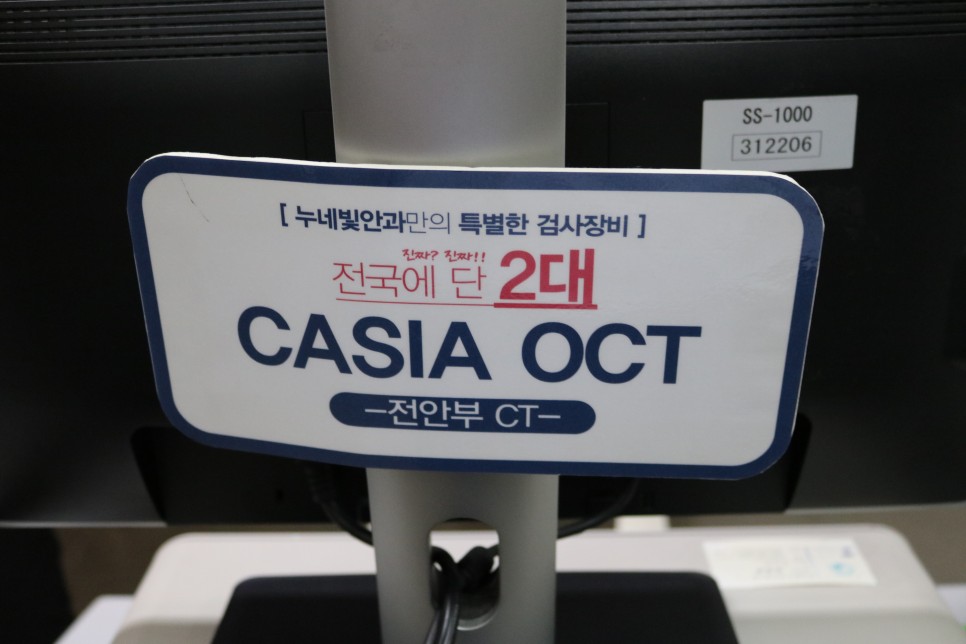 SS-1000
312206
[ 누네빛안과만의 특별한 검사장비 ]
진짜? 진짜!!
전국에 단 2대
CASIA OCT
-전안부 CT-